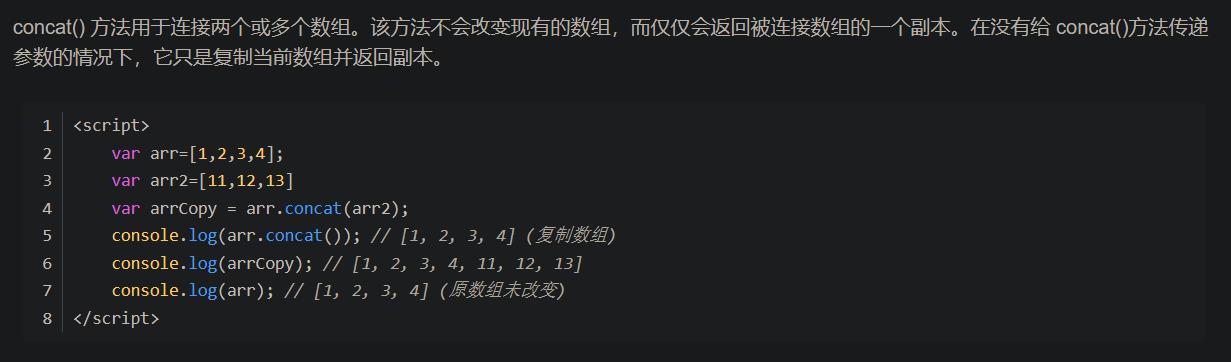 concat() 方法用于连接两个或多个数组。该方法不会改变现有的数组，而仅仅会返回被连接数组的一个副本。在没有给 concat()方法传递
参数的情况下，它只是复制当前数组并返回副本。
1 <script>
2     var arr=[1,2,3,4];
3     var arr2=[11,12,13]
4     var arrCopy = arr.concat(arr2);
5     console.log(arr.concat()); // [1, 2, 3, 4] (复制数组)
6     console.log(arrCopy); // [1, 2, 3, 4, 11, 12, 13]
7     console.log(arr); // [1, 2, 3, 4] (原数组未改变)
8 </script>